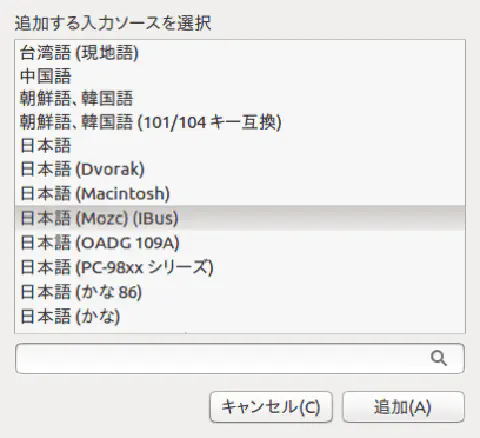 追加する入力ソースを選択
台湾語 (現地語)
中国語
朝鮮語、韓国語
朝鮮語、韓国語 (101/104 キー互換)
日本語
日本語 (Dvorak)
日本語 (Macintosh)
日本語 (Mozc) (IBus)
日本語 (OADG 109A)
日本語 (PC-98xx シリーズ)
日本語 (かな 86)
日本語 (かな)
キャンセル(C)
追加(A)